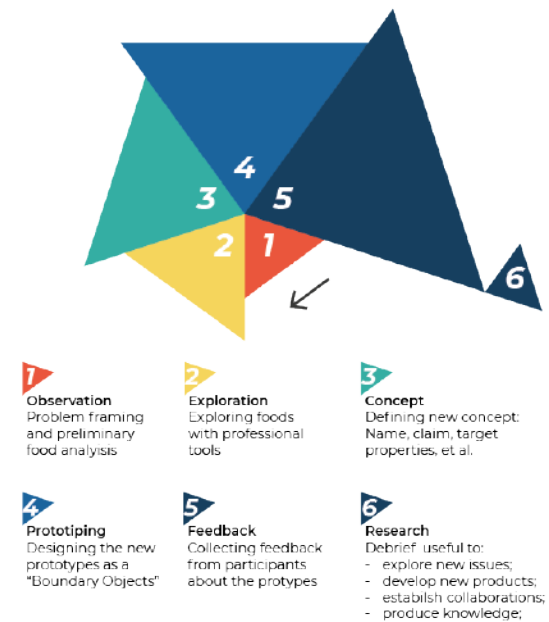 4
3
5
2
1
6
1
Observation
Problem framing
and preliminary
food analyisis
2
Exploration
Exploring foods
with professional
tools
3
Concept
Defining new concept:
Name, claim, target
properties, et al.
4
Prototiping
Designing the new
prototypes as a
"Boundary Objects"
5
Feedback
Collecting feedback
from participants
about the protypes
6
Research
Debrief useful to:
- explore new issues;
- develop new products;
- estabilsh collaborations;
- produce knowledge;